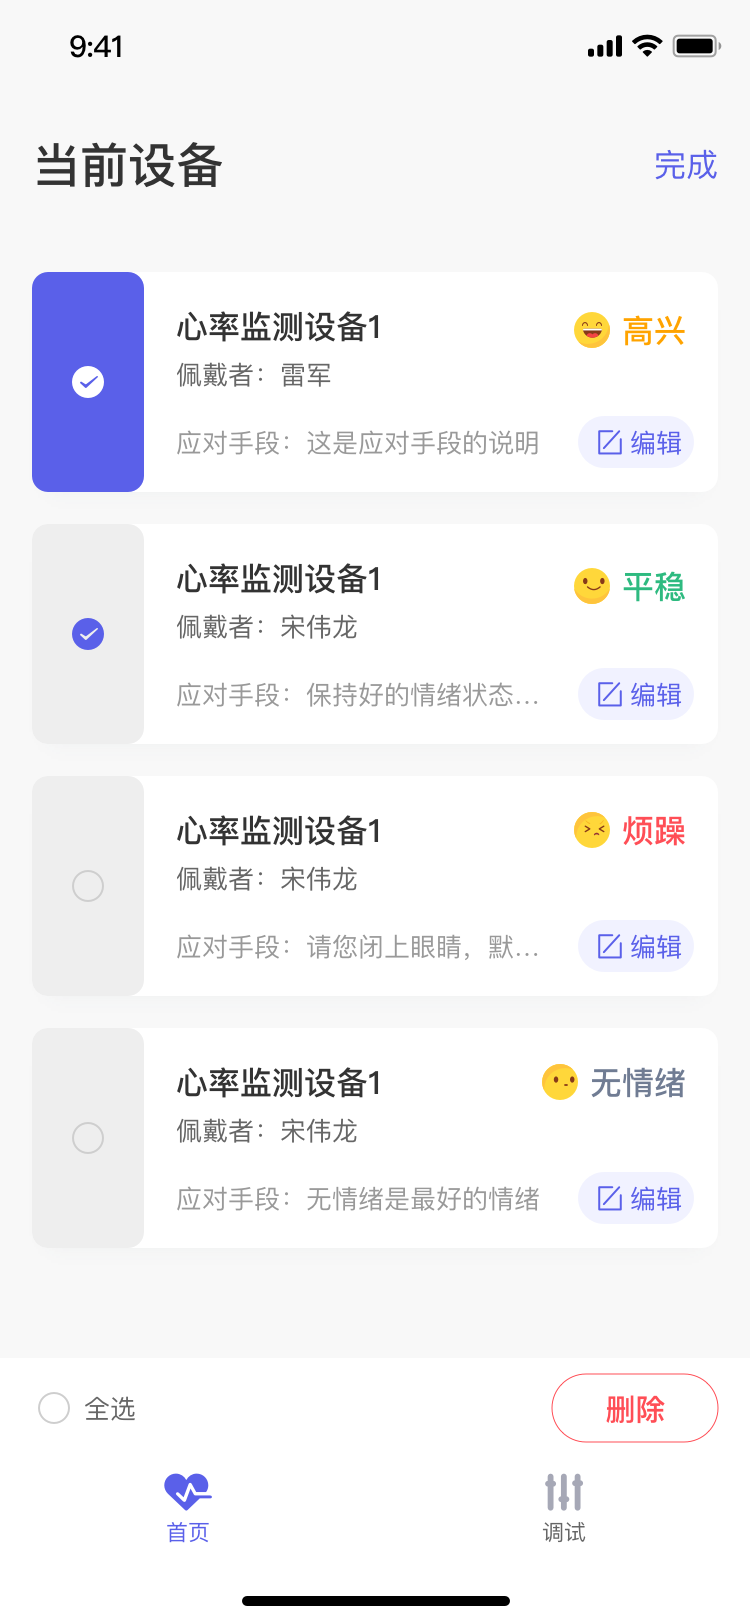 9:41
当前设备
完成
心率监测设备1
高兴
佩戴者：雷军
应对手段：这是应对手段的说明
编辑
心率监测设备1
平稳
佩戴者：宋伟龙
应对手段：保持好的情绪状态...
编辑
心率监测设备1
烦躁
佩戴者：宋伟龙
应对手段：请您闭上眼睛，默...
编辑
心率监测设备1
无情绪
佩戴者：宋伟龙
应对手段：无情绪是最好的情绪
编辑
全选
删除
首页
调试